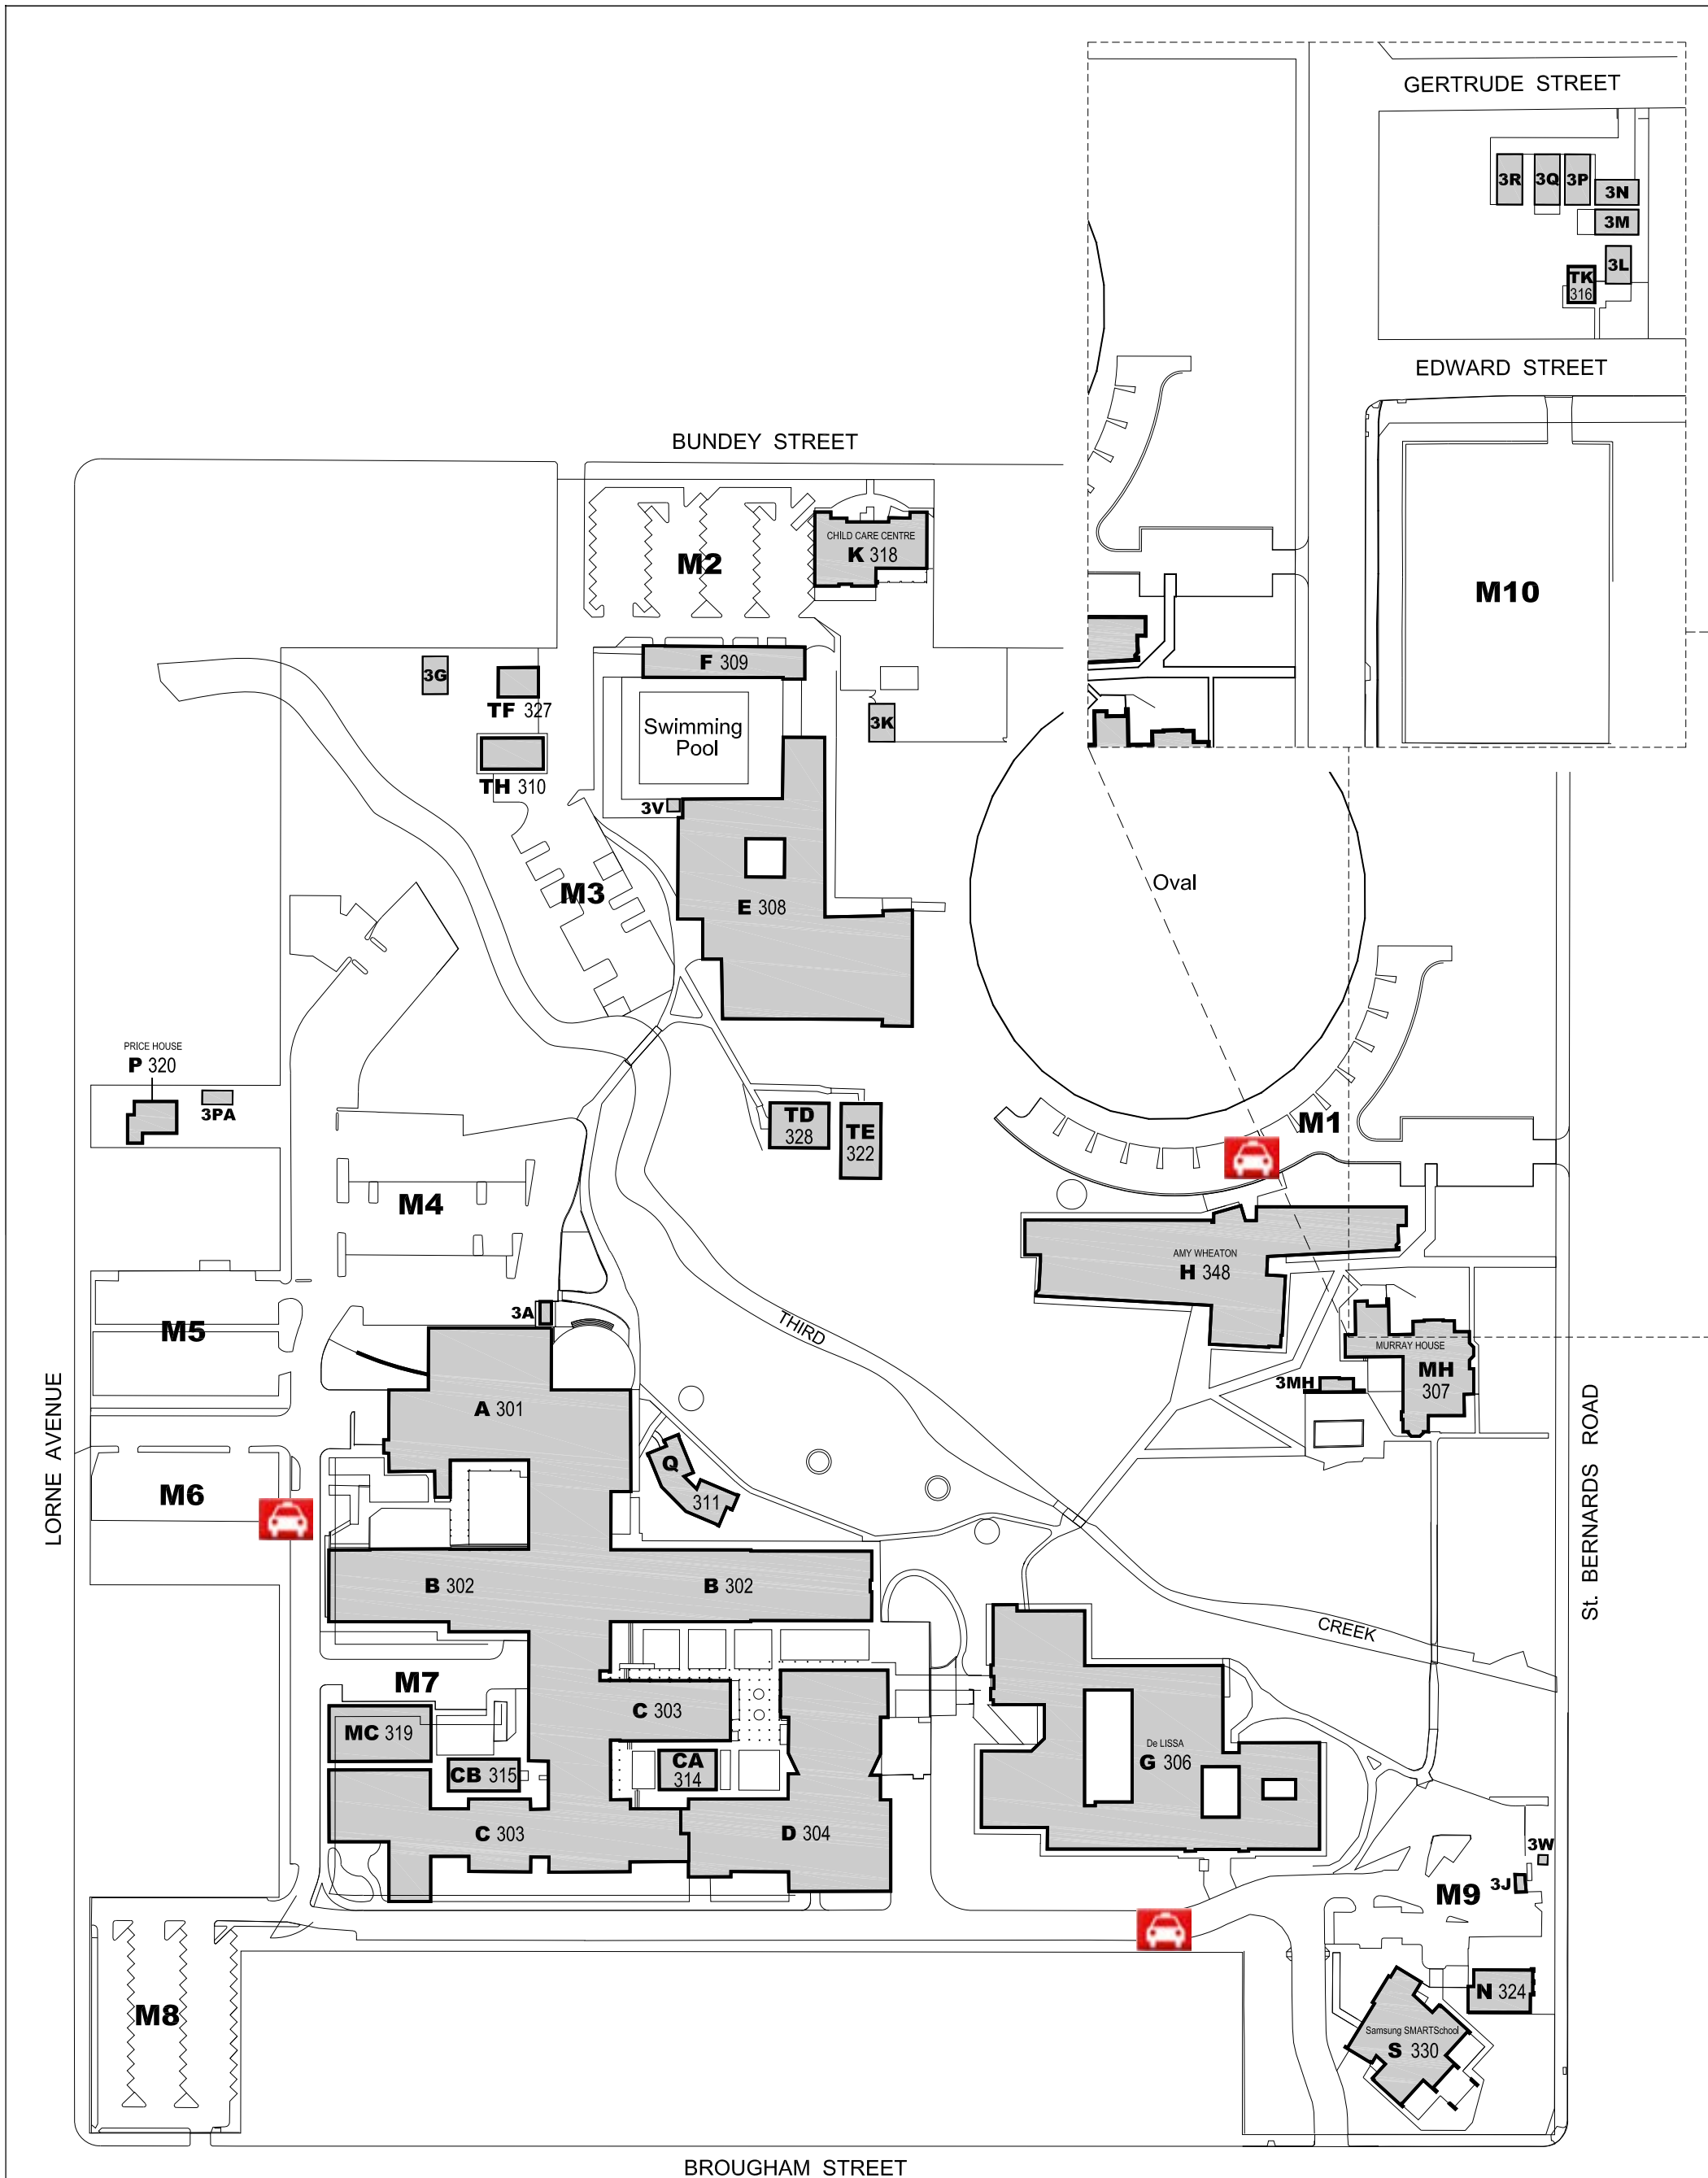 GERTRUDE STREET
3R
3Q
3P
3N
3M
3L
TK
316
EDWARD STREET
M10
BUNDEY STREET
M2
CHILD CARE CENTRE
K 318
F 309
3G
TF 327
TH 310
Swimming
Pool
3K
3V
M3
E 308
Oval
PRICE HOUSE
P 320
3PA
TD
328
TE
322
M1
M4
AMY WHEATON
H 348
3A
THIRD
M5
MURRAY HOUSE
MH
307
3MH
A 301
LORNE AVENUE
St. BERNARDS ROAD
Q
311
M6
B 302
B 302
CREEK
M7
C 303
MC 319
De LISSA
G 306
CB 315
CA
314
C 303
D 304
3W
3J
M9
N 324
M8
Samsung SMARTSchool
S 330
BROUGHAM STREET